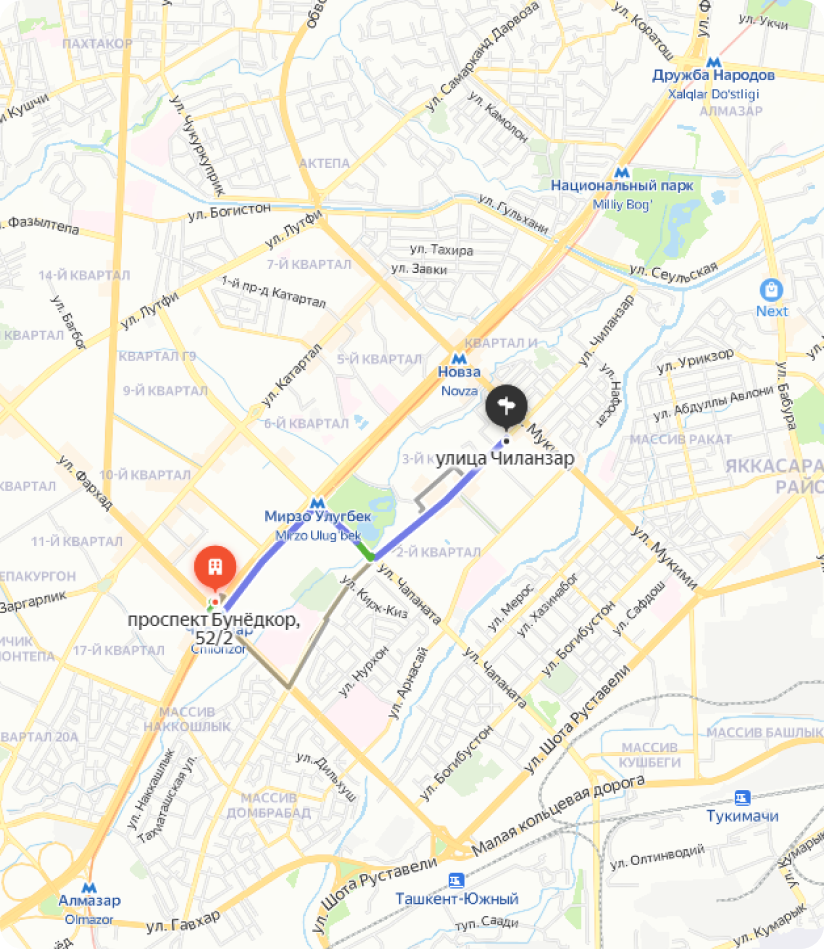 обво
ул. Самарканд Дарвоза
ул. Коратош
ул. Ф
ул. Укчи
ПАХТАКОР
и Кушчи
Дружба Народов
Xalqlar Do'stligi
АЛМАЗАР
ул. Чукуркуприк
ул. Камолон
АКТЕПА
Национальный парк
Milliy Bog'
ул. Фазылтепа
ул. Богистон
ул. Лутфи
ул. Гульхани
ул. Тахира
ул. Завки
ул. Сеульская
7-Й КВАРТАЛ
14-Й КВАРТАЛ
1-й пр-д Катартал
Next
ул. Лутфи
ул. Багбог
КВАРТАЛ
КВАРТАЛ Г9
5-Й КВАРТАЛ
КВАРТАЛ И
ул. Чиланзар
Новза
Novza
ул. Катартал
9-Й КВАРТАЛ
ул. Урикзор
ул. Нафосат
ул. Абдуллы Авлони
ул. Бабура
6-Й КВАРТАЛ
ул. Мук
МАССИВ РАКАТ
улица Чиланзар
3-Й К
ЯККАСАРА
РАЙО
ул. Фархад
10-Й КВАРТАЛ
КВАРТАЛ
Мирзо Улугбек
Mirzo Ulug'bek
11-Й КВАРТАЛ
2-Й КВАРТАЛ
ул. Мукими
ЕПАКУРГОН
Заргарлик
ул. Кирк-Киз
ул. Чапаната
ул. Мерос
ул. Хазинабог
ул. Сафдош
проспект Бунёдкор,
52/2
Chilonzor
17-Й КВАРТАЛ
ул. Богибустон
ул. Нурхон
ул. Арнасай
ул. Чапаната
МАССИВ
НАККОШЛЫК
КВАРТАЛ 20А
ул. Шота Руставели
ул. Богибустон
МАССИВ БАШЛЫК
МАССИВ
КУШБЕГИ
ул. Наккашлык
Тахиаташская ул.
ул. Дильхуш
МАССИВ
ДОМБРАБАД
Малая кольцевая дорога
Тукимачи
ул. Олтинводий
ул. Кумарык
Алмазар
Olmazor
ул. Гавхар
ул. Шота Руставели
Ташкент-Южный
туп. Саади
ул. Кумарык